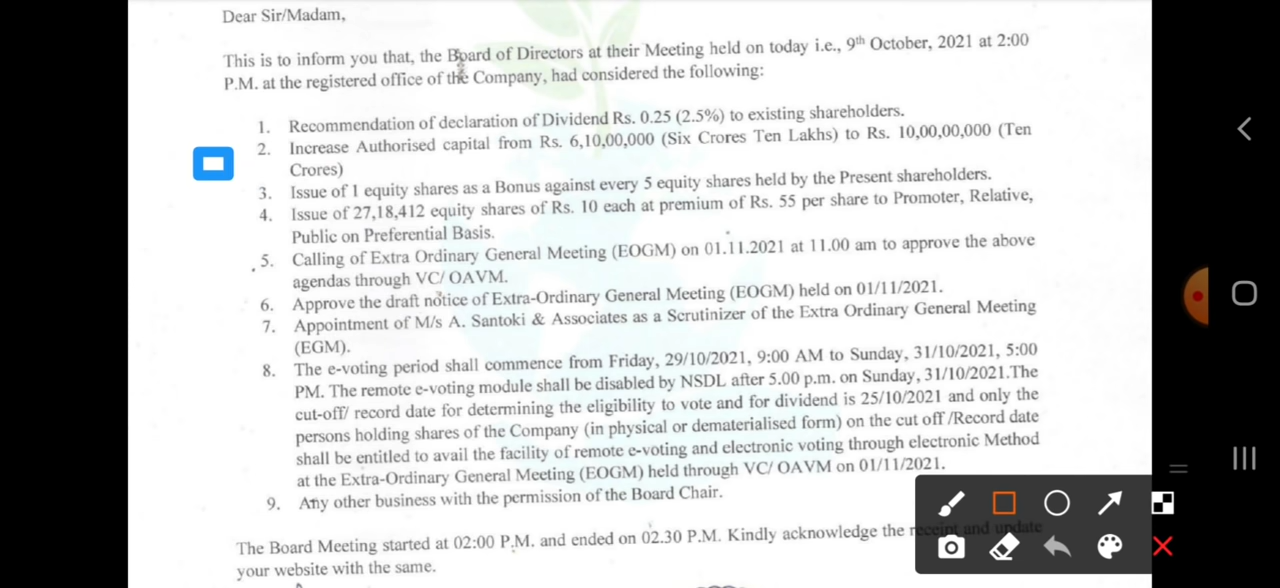 Dear Sir/Madam,
This is to inform you that, the Board of Directors at their Meeting held on today i.e., 9th October, 2021 at 2:00
P.M. at the registered office of the Company, had considered the following:
1. Recommendation of declaration of Dividend Rs. 0.25 (2.5%) to existing shareholders.
2. Increase Authorised capital from Rs. 6,10,00,000 (Six Crores Ten Lakhs) to Rs. 10,00,00,000 (Ten
Crores)
3. Issue of 1 equity shares as a Bonus against every 5 equity shares held by the Present shareholders.
4. Issue of 27,18,412 equity shares of Rs. 10 each at premium of Rs. 55 per share to Promoter, Relative,
Public on Preferential Basis.
5. Calling of Extra Ordinary General Meeting (EOGM) on 01.11.2021 at 11.00 am to approve the above
agendas through VC/ OAVM.
6. Approve the draft notice of Extra-Ordinary General Meeting (EOGM) held on 01/11/2021.
7. Appointment of M/s A. Santoki & Associates as a Scrutinizer of the Extra Ordinary General Meeting
(EGM).
8. The e-voting period shall commence from Friday, 29/10/2021, 9:00 AM to Sunday, 31/10/2021, 5:00
PM. The remote e-voting module shall be disabled by NSDL after 5.00 p.m. on Sunday, 31/10/2021.The
cut-off/ record date for determining the eligibility to vote and for dividend is 25/10/2021 and only the
persons holding shares of the Company (in physical or dematerialised form) on the cut off /Record date
shall be entitled to avail the facility of remote e-voting and electronic voting through electronic Method
at the Extra-Ordinary General Meeting (EOGM) held through VC/ OAVM on 01/11/2021.
9. Any other business with the permission of the Board Chair.
The Board Meeting started at 02:00 P.M. and ended on 02.30 P.M. Kindly acknowledge the receipt and update
your website with the same.